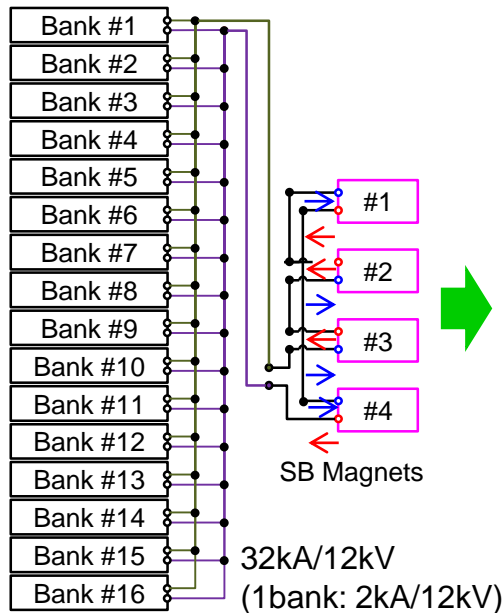 Bank #1
Bank #2
Bank #3
Bank #4
Bank #5
Bank #6
Bank #7
Bank #8
Bank #9
Bank #10
Bank #11
Bank #12
Bank #13
Bank #14
Bank #15
Bank #16
#1
#2
#3
#4
SB Magnets
32kA/12kV
(1bank: 2kA/12kV)